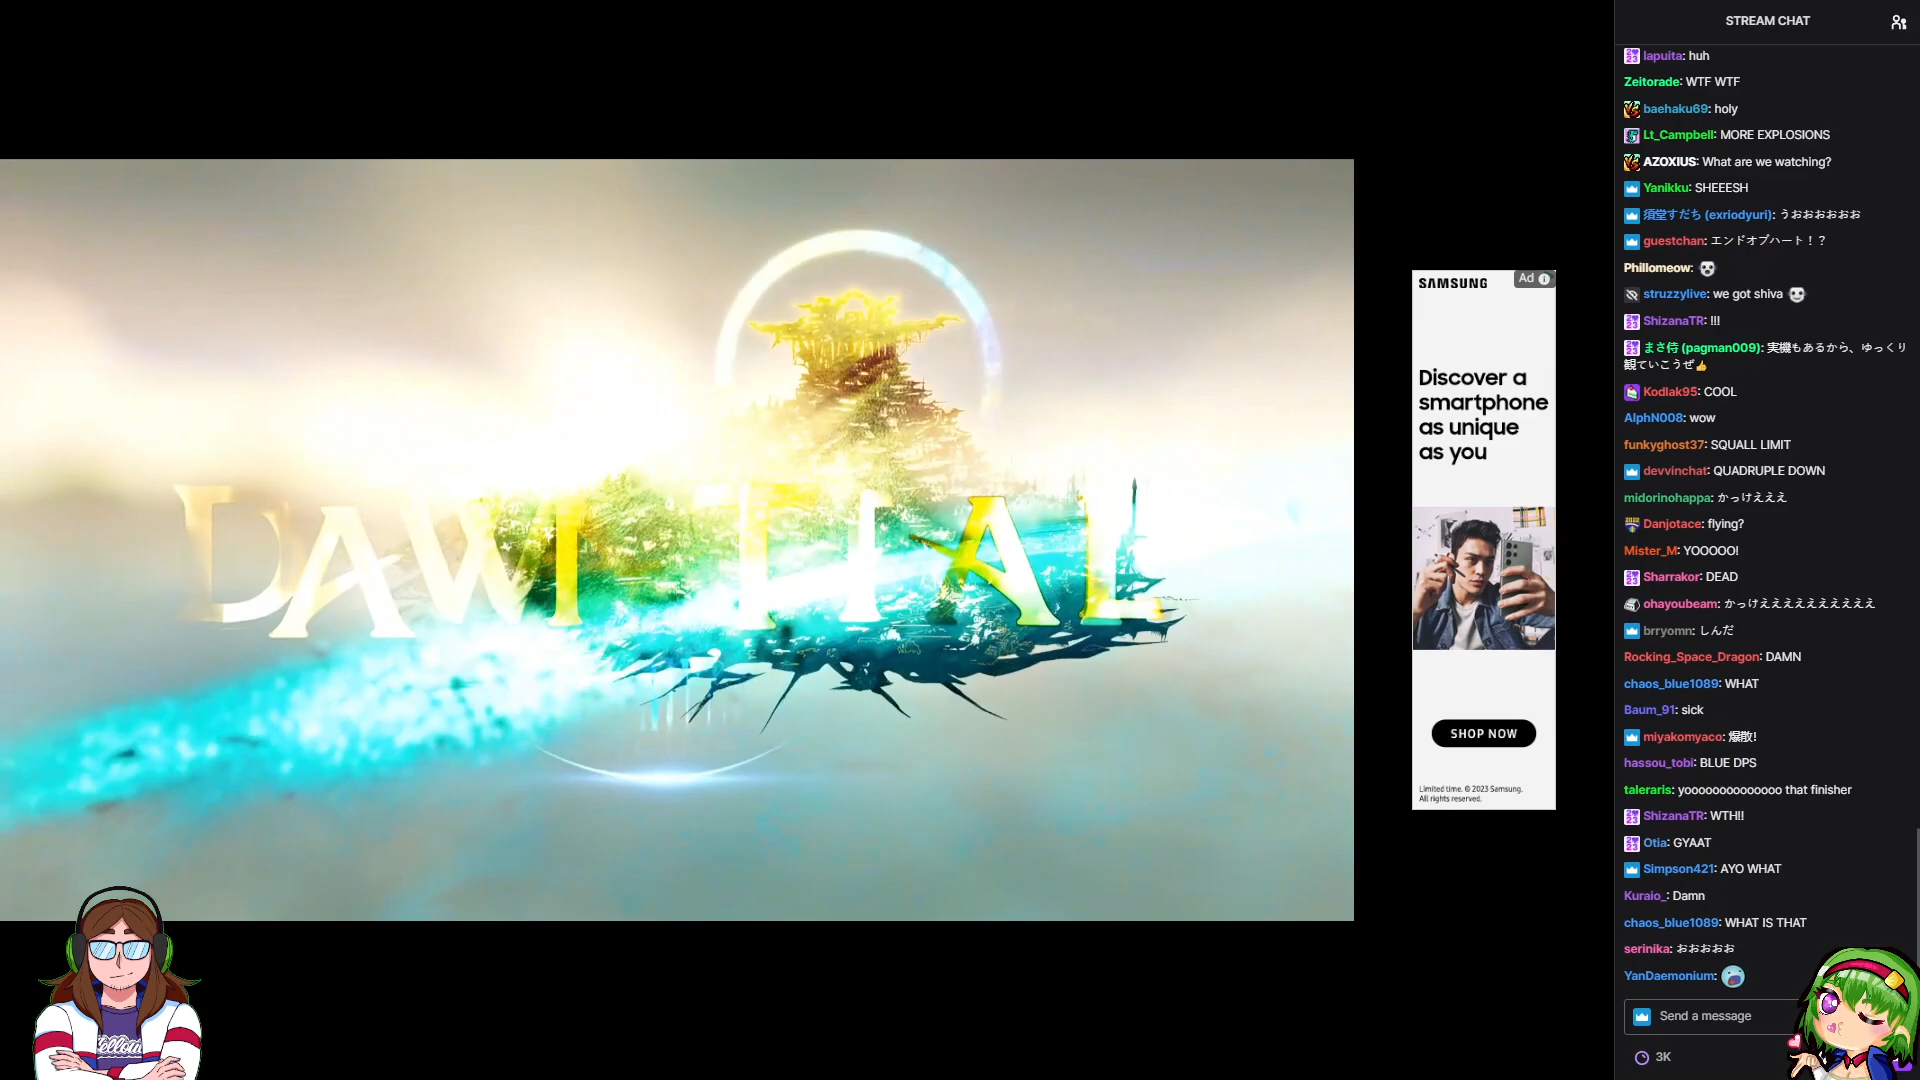 STREAM CHAT
lapuita: huh
Zeitorade: WTF WTF
baehaku69: holy
Lt_Campbell: MORE EXPLOSIONS
AZOXIUS: What are we watching?
Yanikku: SHEEESH
須堂すだち (exriodyuri): うおおおおおお
guestchan: エンドオブハート！？
Phillomeow:
struzzylive: we got shiva
ShizanaTR: !!!
まさ侍 (pagman009): 実機もあるから、ゆっくり
観ていこうぜ👍
Kodlak95: COOL
AlphN008: wow
funkyghost37: SQUALL LIMIT
devvinchat: QUADRUPLE DOWN
midorinohappa: かっけえええ
Danjotace: flying?
Mister_M: YOOOOO!
Sharrakor: DEAD
ohayoubeam: かっけええええええええええ
brryomn: しんだ
Rocking_Space_Dragon: DAMN
chaos_blue1089: WHAT
Baum_91: sick
miyakomyaco: 爆散!
hassou_tobi: BLUE DPS
taleraris: yoooooooooooooo that finisher
ShizanaTR: WTH!!
Otia: GYAAT
Simpson421: AYO WHAT
Kuraio_: Damn
chaos_blue1089: WHAT IS THAT
serinika: おおおおお
YanDaemonium:
Send a message
3K
SAMSUNG
Ad
Discover a
smartphone
as unique
as you
SHOP NOW
Limited time. © 2023 Samsung.
All rights reserved.